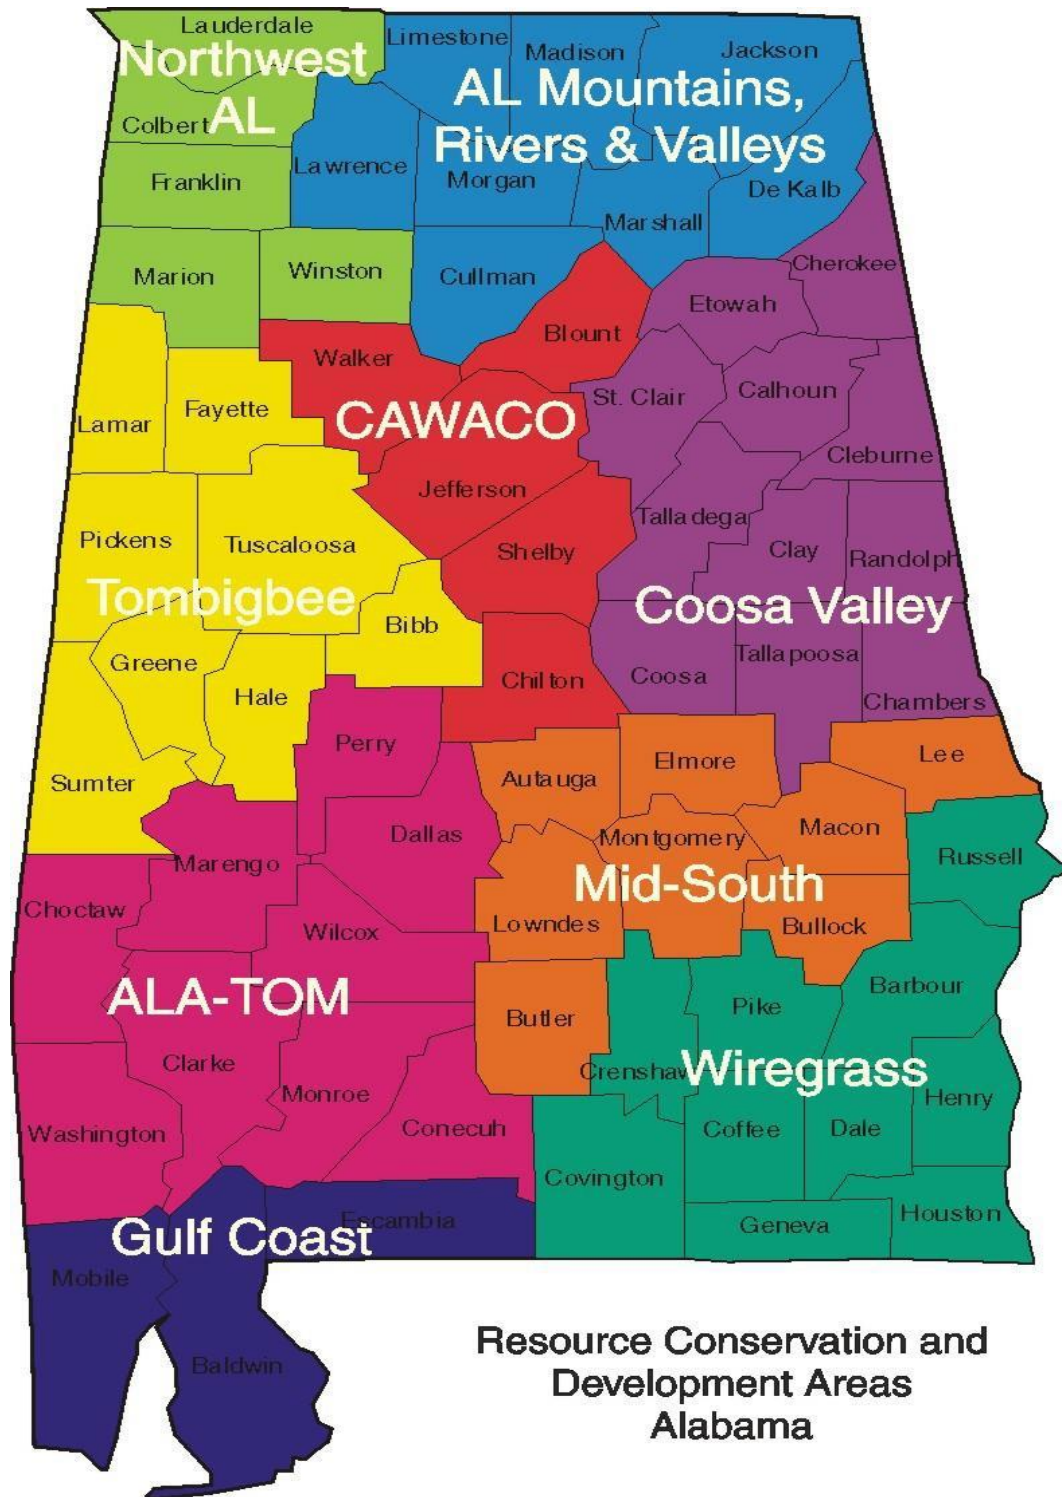 Lauderdale
Limestone
Madison
Jackson
Northwest
AL
AL Mountains,
Rivers & Valleys
Colbert
Lawrence
Franklin
Morgan
De Kalb
Marshall
Cherokee
Marion
Winston
Cullman
Etowah
Blount
Walker
St. Clair
Calhoun
Lamar
Fayette
CAWACO
Cleburne
Jefferson
Talladega
Pickens
Tuscaloosa
Shelby
Clay
Randolph
Tombigbee
Coosa Valley
Bibb
Greene
Tallapoosa
Hale
Chilton
Coosa
Chambers
Perry
Sumter
Autauga
Elmore
Lee
Dallas
Montgomery
Macon
Marengo
Russell
Mid-South
Choctaw
Wilcox
Lowndes
Bullock
ALA-TOM
Butler
Pike
Barbour
Clarke
Crenshaw
Wiregrass
Monroe
Henry
Washington
Conecuh
Coffee
Dale
Covington
Escambia
Geneva
Houston
Gulf Coast
Mobile
Baldwin
Resource Conservation and
Development Areas
Alabama